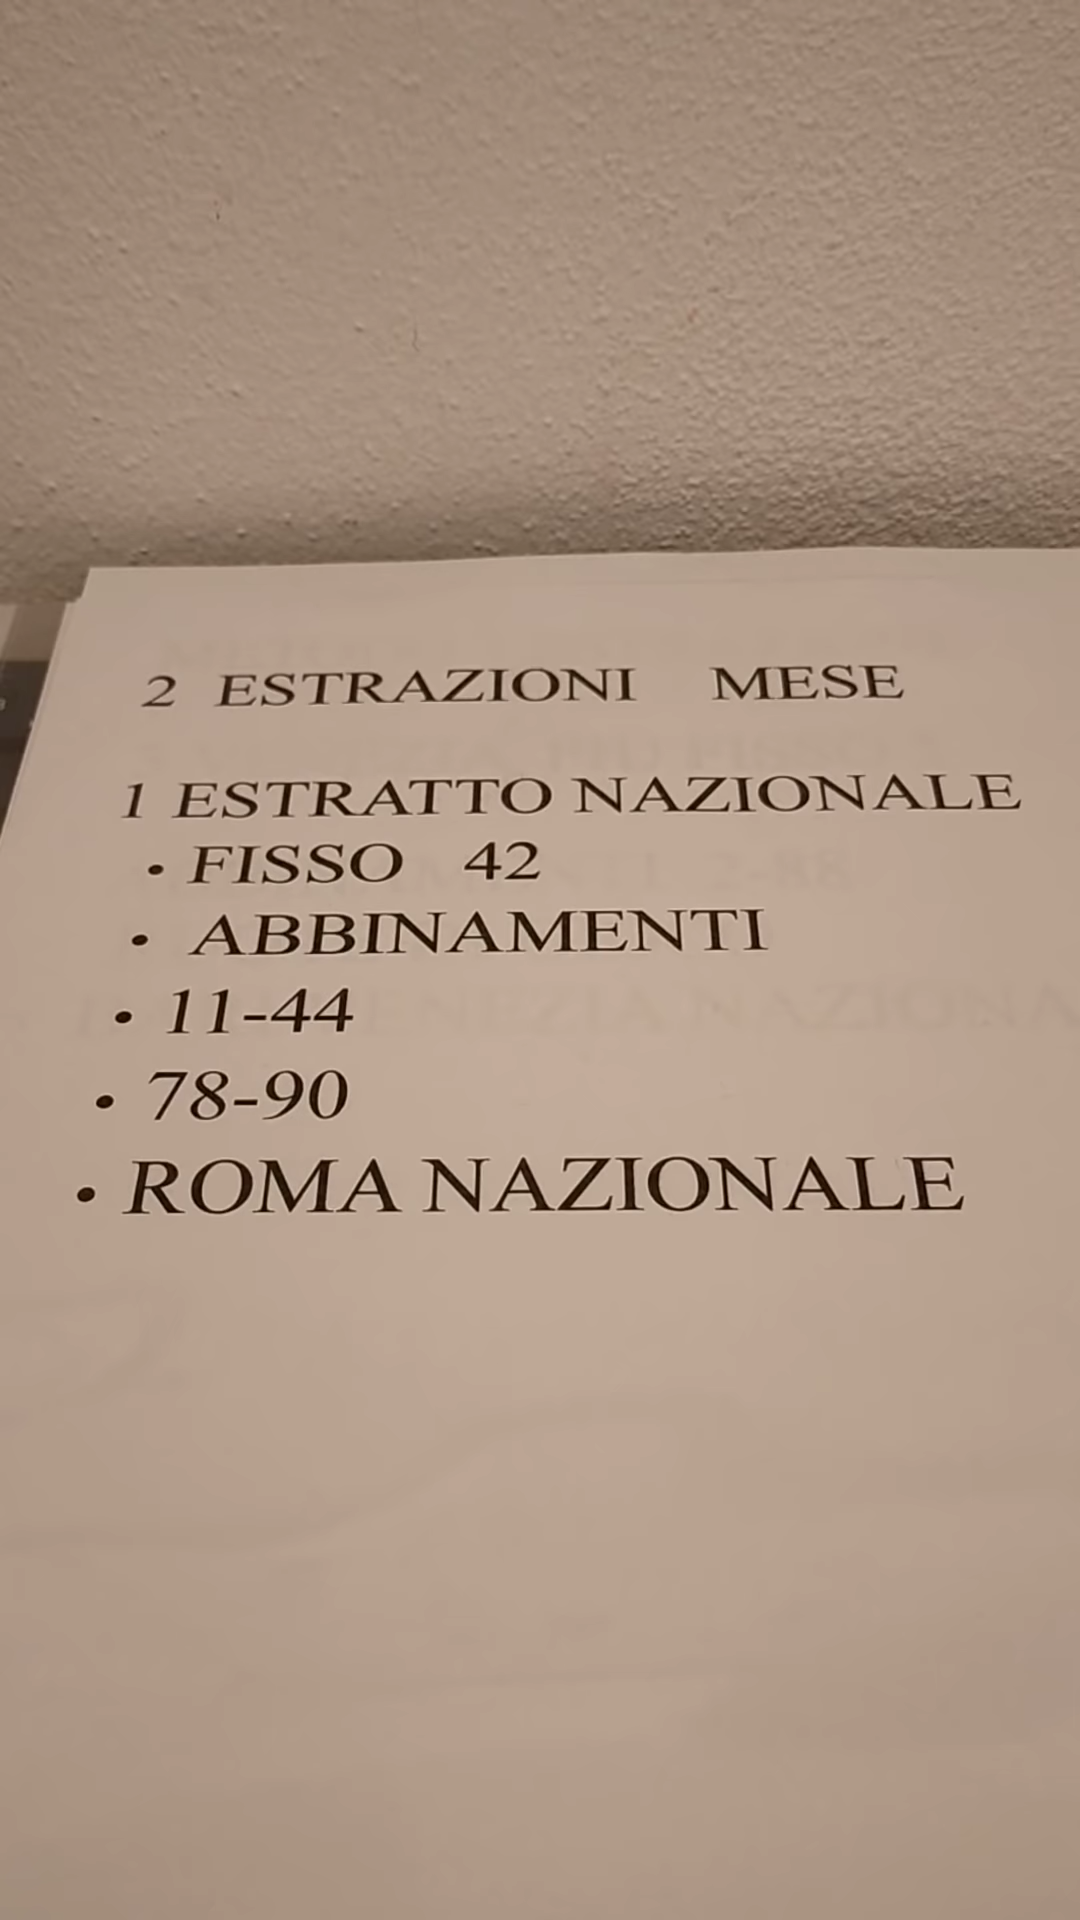 2 ESTRAZIONI MESE
1 ESTRATTO NAZIONALE
• FISSO 42
• ABBINAMENTI
• 11-44
• 78-90
• ROMA NAZIONALE